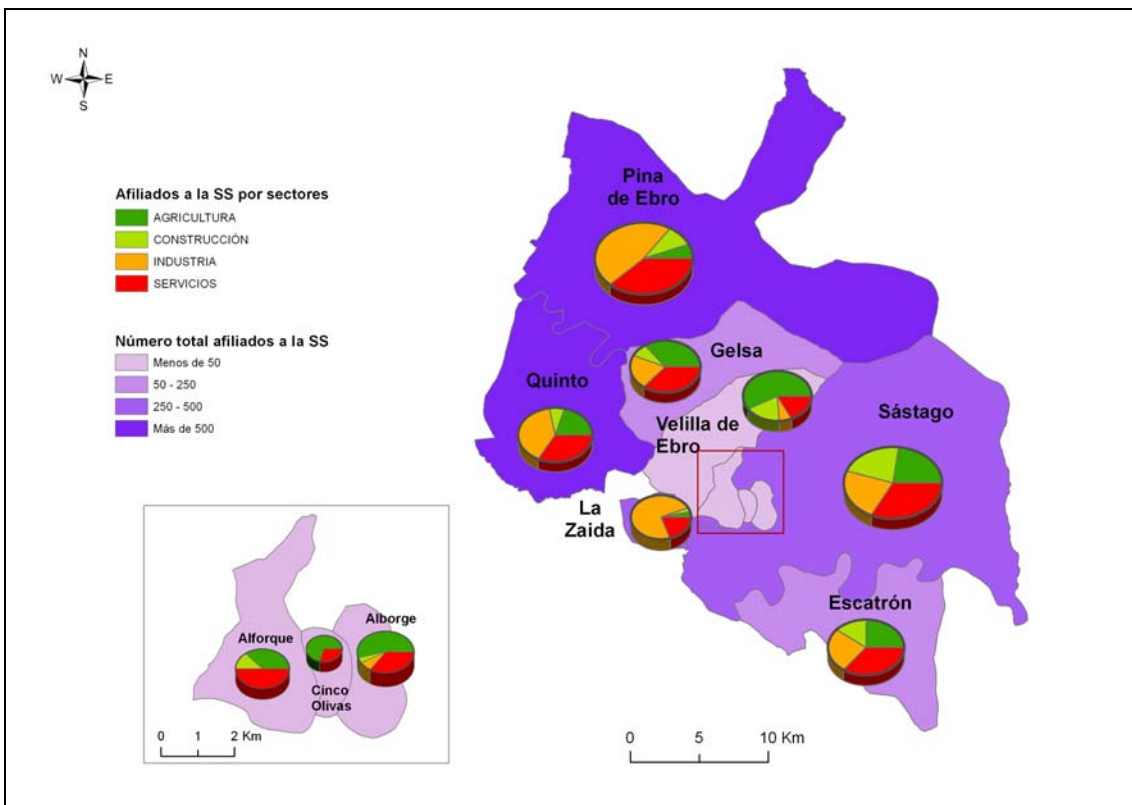 N
W E
S
Afiliados a la SS por sectores
AGRICULTURA
CONSTRUCCIÓN
INDUSTRIA
SERVICIOS
Número total afiliados a la SS
Menos de 50
50 - 250
250 - 500
Más de 500
Pina
de Ebro
Gelsa
Quinto
Velilla de
Ebro
Sástago
La
Zaida
Escatrón
0 5 10 Km
Alforque
Alborge
Cinco
Olivas
0 1 2 Km